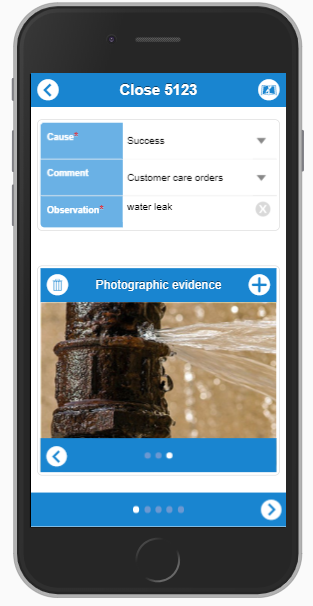 Close 5123
Cause* Success
Comment Customer care orders
Observation* water leak
Photographic evidence